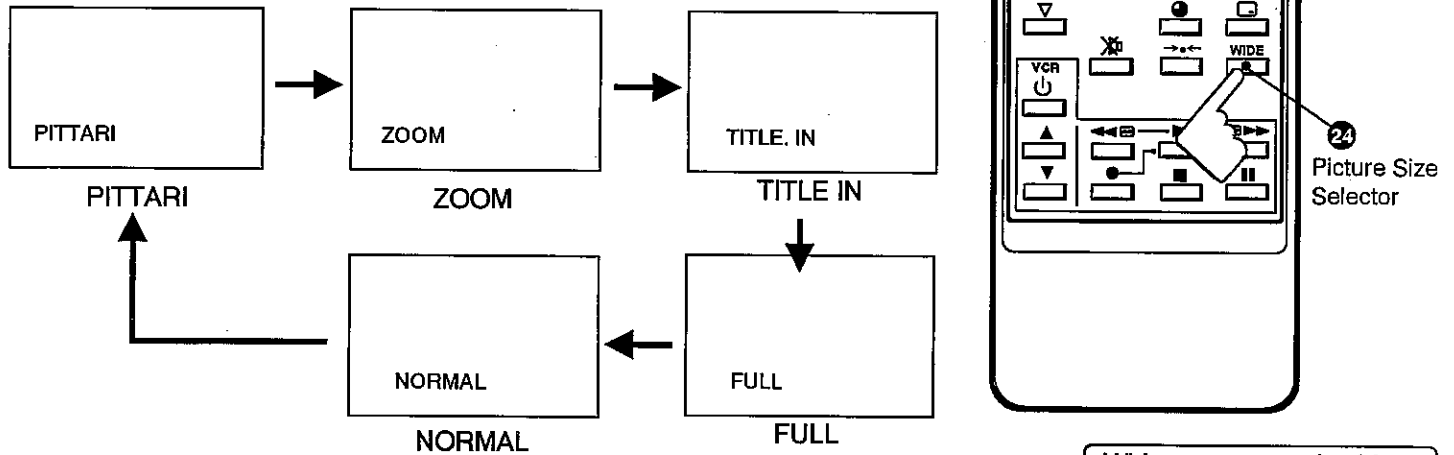 PITTARI
PITTARI
ZOOM
ZOOM
TITLE. IN
TITLE IN
NORMAL
NORMAL
FULL
FULL
WIDE
VCR
24
Picture Size
Selector